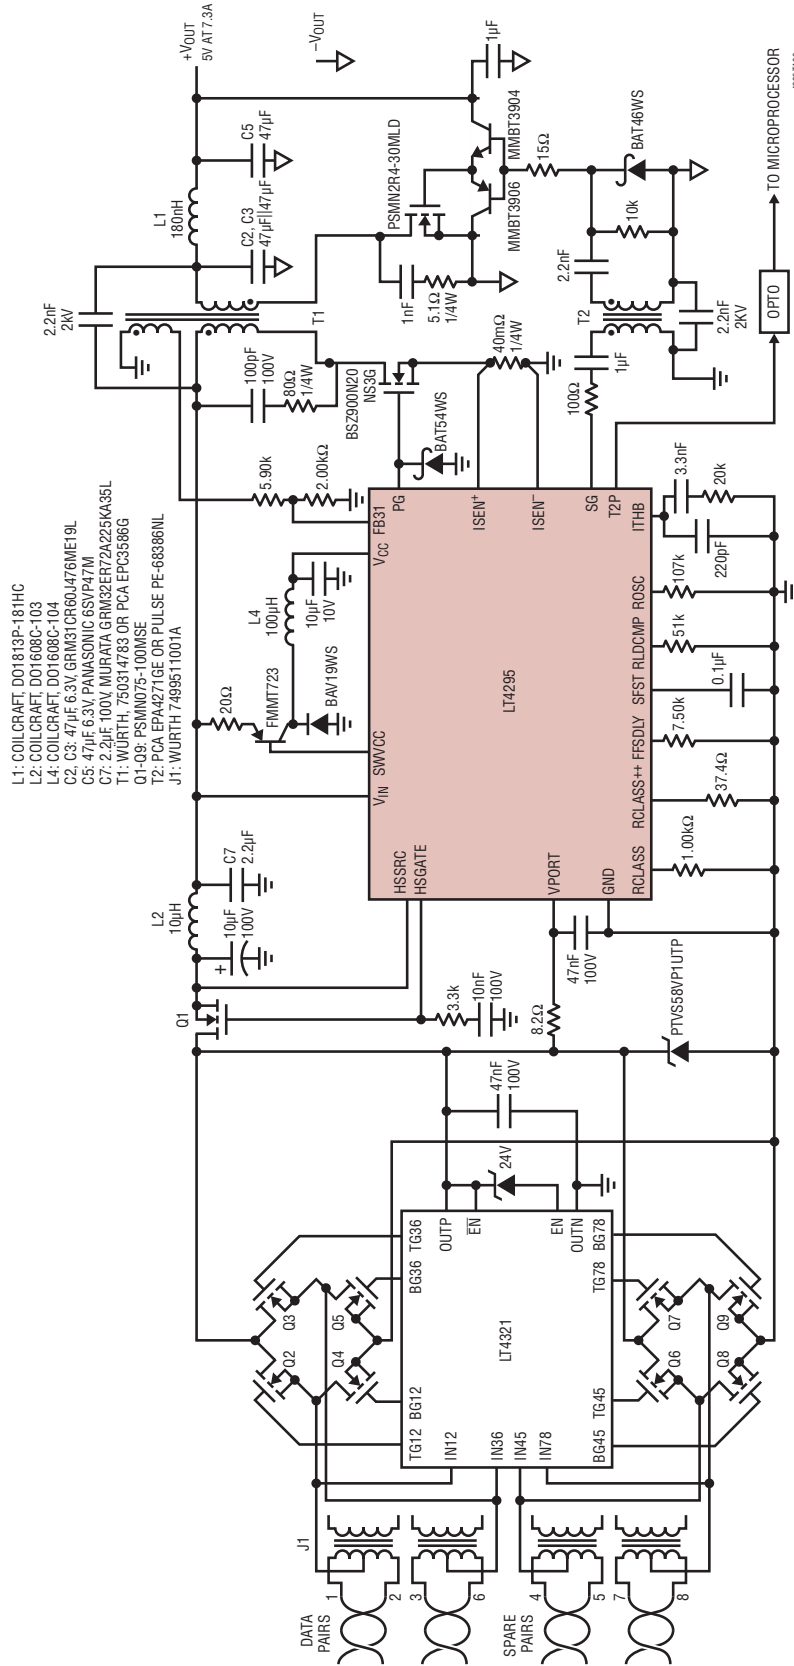 L1: COILCRAFT, DO1813P-181HC
L2: COILCRAFT, DO1608C-103
L4: COILCRAFT, DO1608C-104
C2, C3: 47µF, 6.3V, GRM31CR60J476ME19L
C5: 47µF, 6.3V, PANASONIC 6SVP47M
C7: 2.2µF, 100V, MURATA GRM32ER72A225KA35L
T1: WÜRTH, 750314783 OR PCA EPC3586G
Q1-Q9: PSMN075-100MSE
T2: PCA EPA4271GE OR PULSE PE-68386NL
J1: WURTH 7499511001A
DATA
PAIRS
SPARE
PAIRS
J1
1
2
3
6
4
5
7
8
Q2
Q3
Q4
Q5
Q6
Q7
Q8
Q9
TG12
BG12
BG36
TG36
IN12
IN36
IN45
IN78
LT4321
OUTP
EN
EN
OUTN
BG45
TG45
TG78
BG78
24V
47nF
100V
Q1
+
10µF
100V
L2
10µH
C7
2.2µF
3.3k
10nF
100V
8.2Ω
47nF
100V
PTVS58VP1UTP
HSSRC
HSGATE
VPORT
GND
LT4295
VIN
SWVCC
VCC
FB31
PG
ISEN+
ISEN–
SG
T2P
RCLASS
RCLASS++
FFSDLY
SFST
RLDCMP
ROSC
ITHB
1.00kΩ
37.4Ω
7.50k
0.1µF
51k
107k
220pF
3.3nF
20k
20Ω
FMMT723
BAV19WS
L4
100µH
10µF
10V
5.90k
2.00kΩ
100pF
100V
80Ω
1/4W
BSZ900N20
NS3G
BAT54WS
40mΩ
1/4W
2.2nF
2KV
T1
L1
180nH
C2, C3
47µF||47µF
C5
47µF
+VOUT
5V AT 7.3A
–VOUT
1nF
5.1Ω
1/4W
PSMN2R4-30MLD
MMBT3906
MMBT3904
1µF
15Ω
100Ω
1µF
T2
2.2nF
10k
BAT46WS
2.2nF
2KV
OPTO
TO MICROPROCESSOR